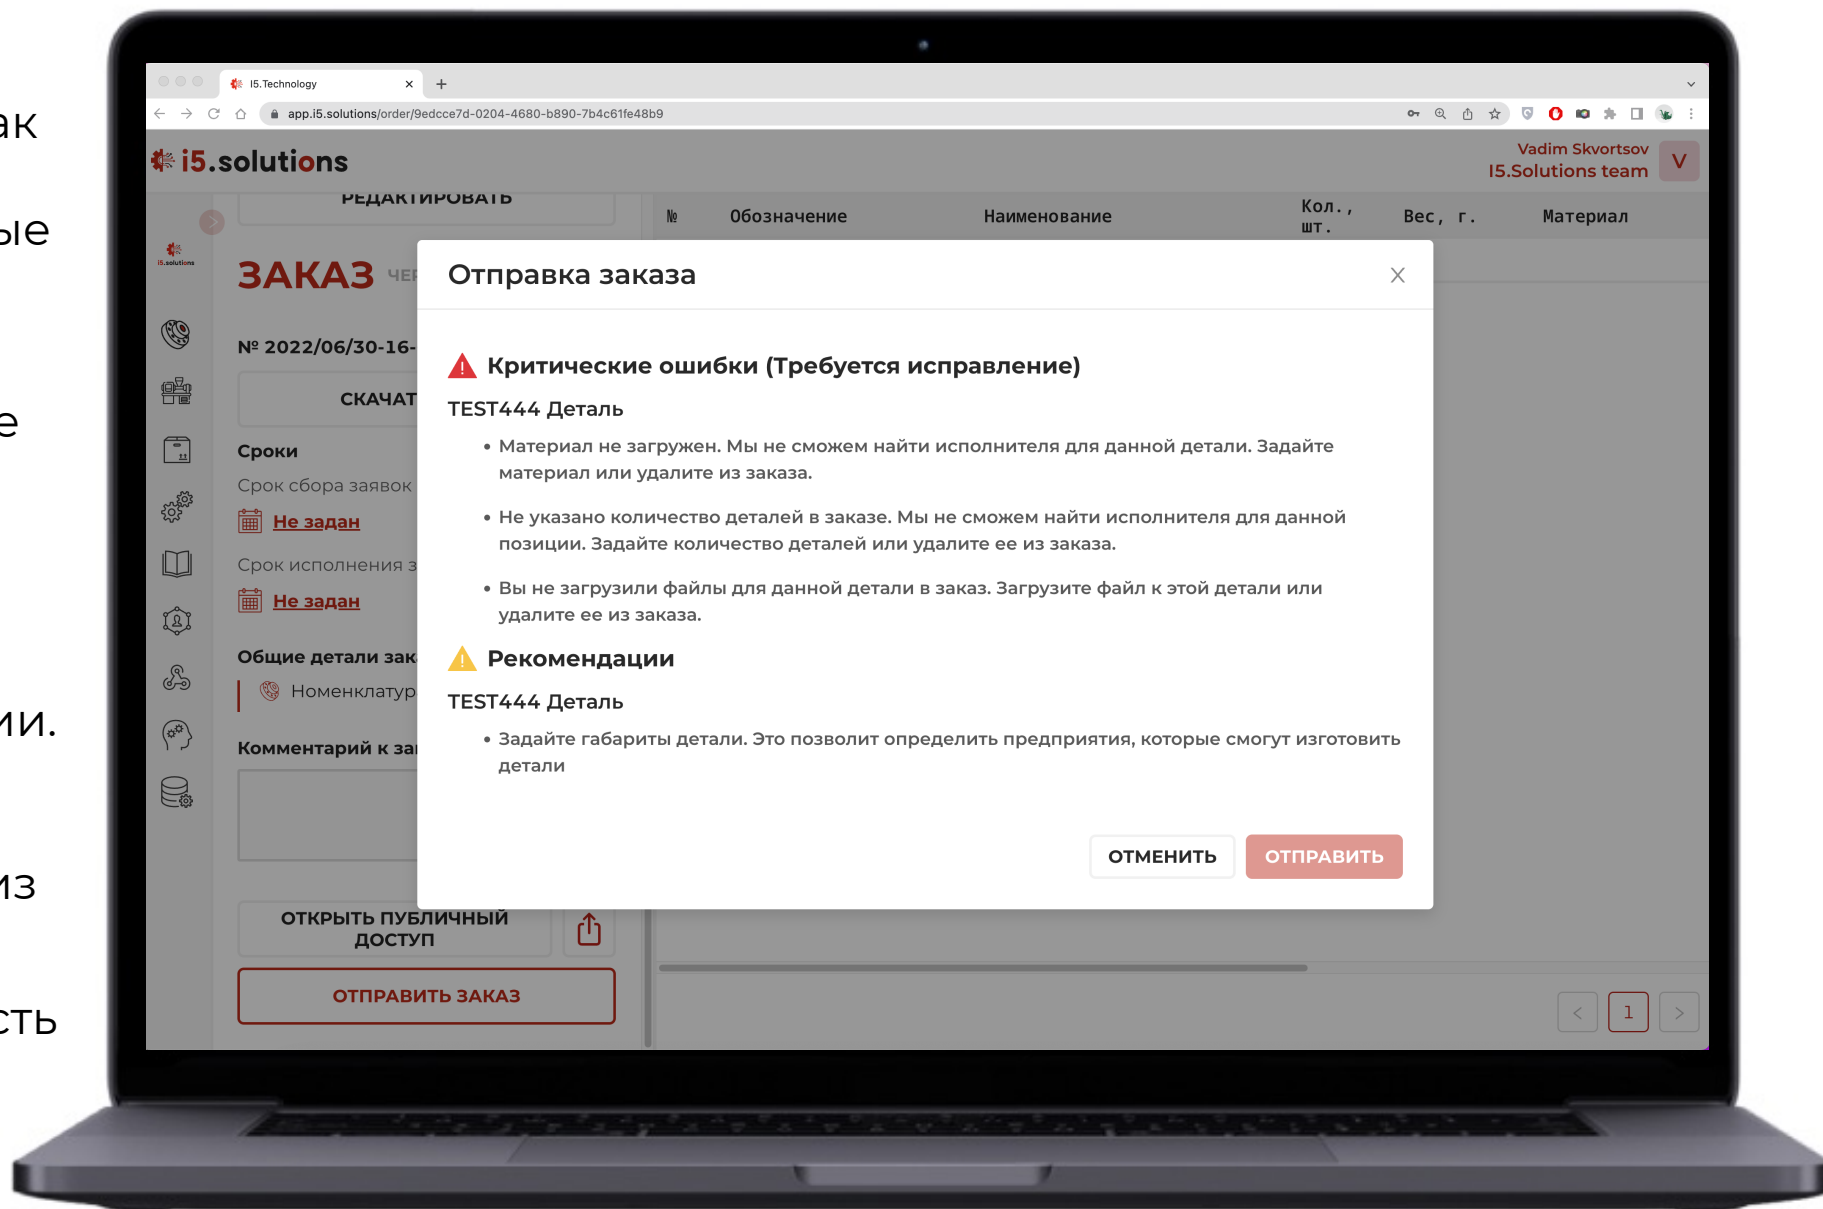 ак
ые
е
ии.
из
сть
I5.Technology
app.i5.solutions/order/9edcce7d-0204-4680-b890-7b4c61fe48b9
i5.solutions
Vadim Skvortsov
I5.Solutions team
V
i5.solutions
РЕДАКТИРОВАТЬ
№ Обозначение Наименование Кол., шт. Вес, г. Материал
ЗАКАЗ ЧЕР
№ 2022/06/30-16-
СКАЧАТ
Сроки
Срок сбора заявок
Не задан
Срок исполнения з
Не задан
Общие детали зак
Номенклатур
Комментарий к за
ОТКРЫТЬ ПУБЛИЧНЫЙ
ДОСТУП
ОТПРАВИТЬ ЗАКАЗ
Отправка заказа
Критические ошибки (Требуется исправление)
TEST444 Деталь
• Материал не загружен. Мы не сможем найти исполнителя для данной детали. Задайте
материал или удалите из заказа.
• Не указано количество деталей в заказе. Мы не сможем найти исполнителя для данной
позиции. Задайте количество деталей или удалите ее из заказа.
• Вы не загрузили файлы для данной детали в заказ. Загрузите файл к этой детали или
удалите ее из заказа.
Рекомендации
TEST444 Деталь
• Задайте габариты детали. Это позволит определить предприятия, которые смогут изготовить
детали
ОТМЕНИТЬ ОТПРАВИТЬ
< 1 >